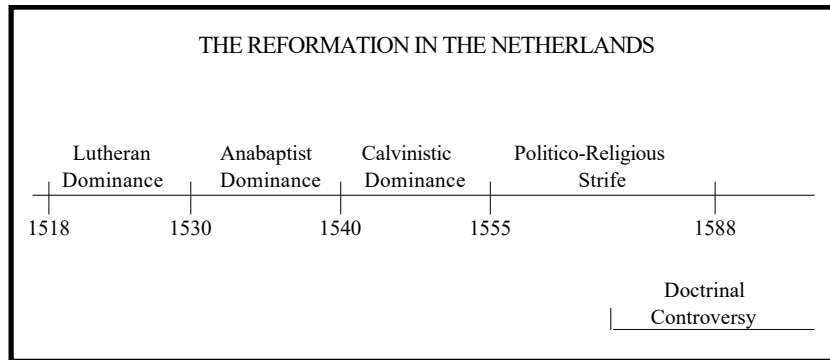 THE REFORMATION IN THE NETHERLANDS
Lutheran Dominance
Anabaptist Dominance
Calvinistic Dominance
Politico-Religious Strife
1518 1530 1540 1555 1588
Doctrinal
Controversy